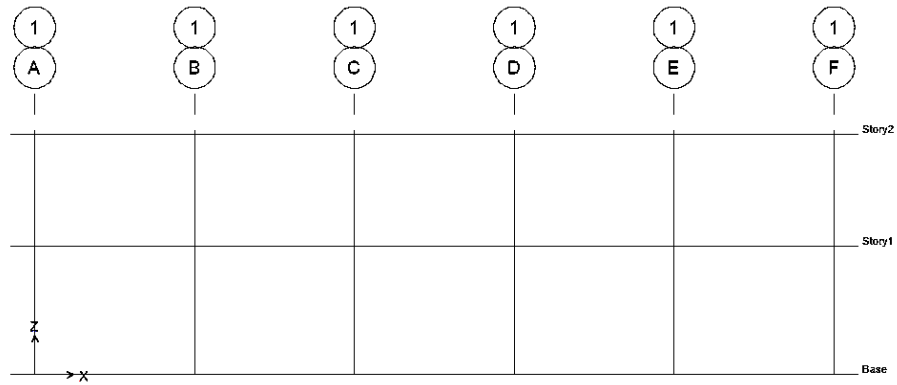 1 1 1 1 1 1
A B C D E F
Story2
Story1
Z
X
Base